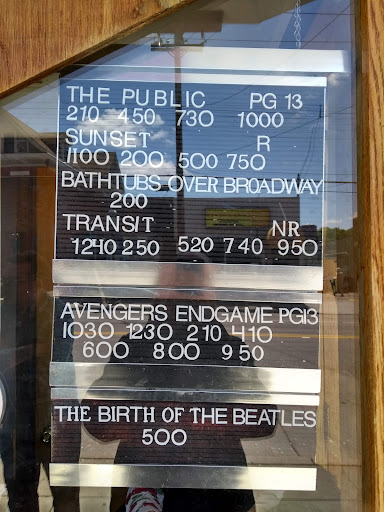 THE PUBLIC PG 13
210 450 730 1000
SUNSET R
1100 200 500 750
BATHTUBS OVER BROADWAY
200
TRANSIT NR
1240 250 520 740 950
AVENGERS ENDGAME PG13
1030 1230 210 410
600 800 950
THE BIRTH OF THE BEATLES
500